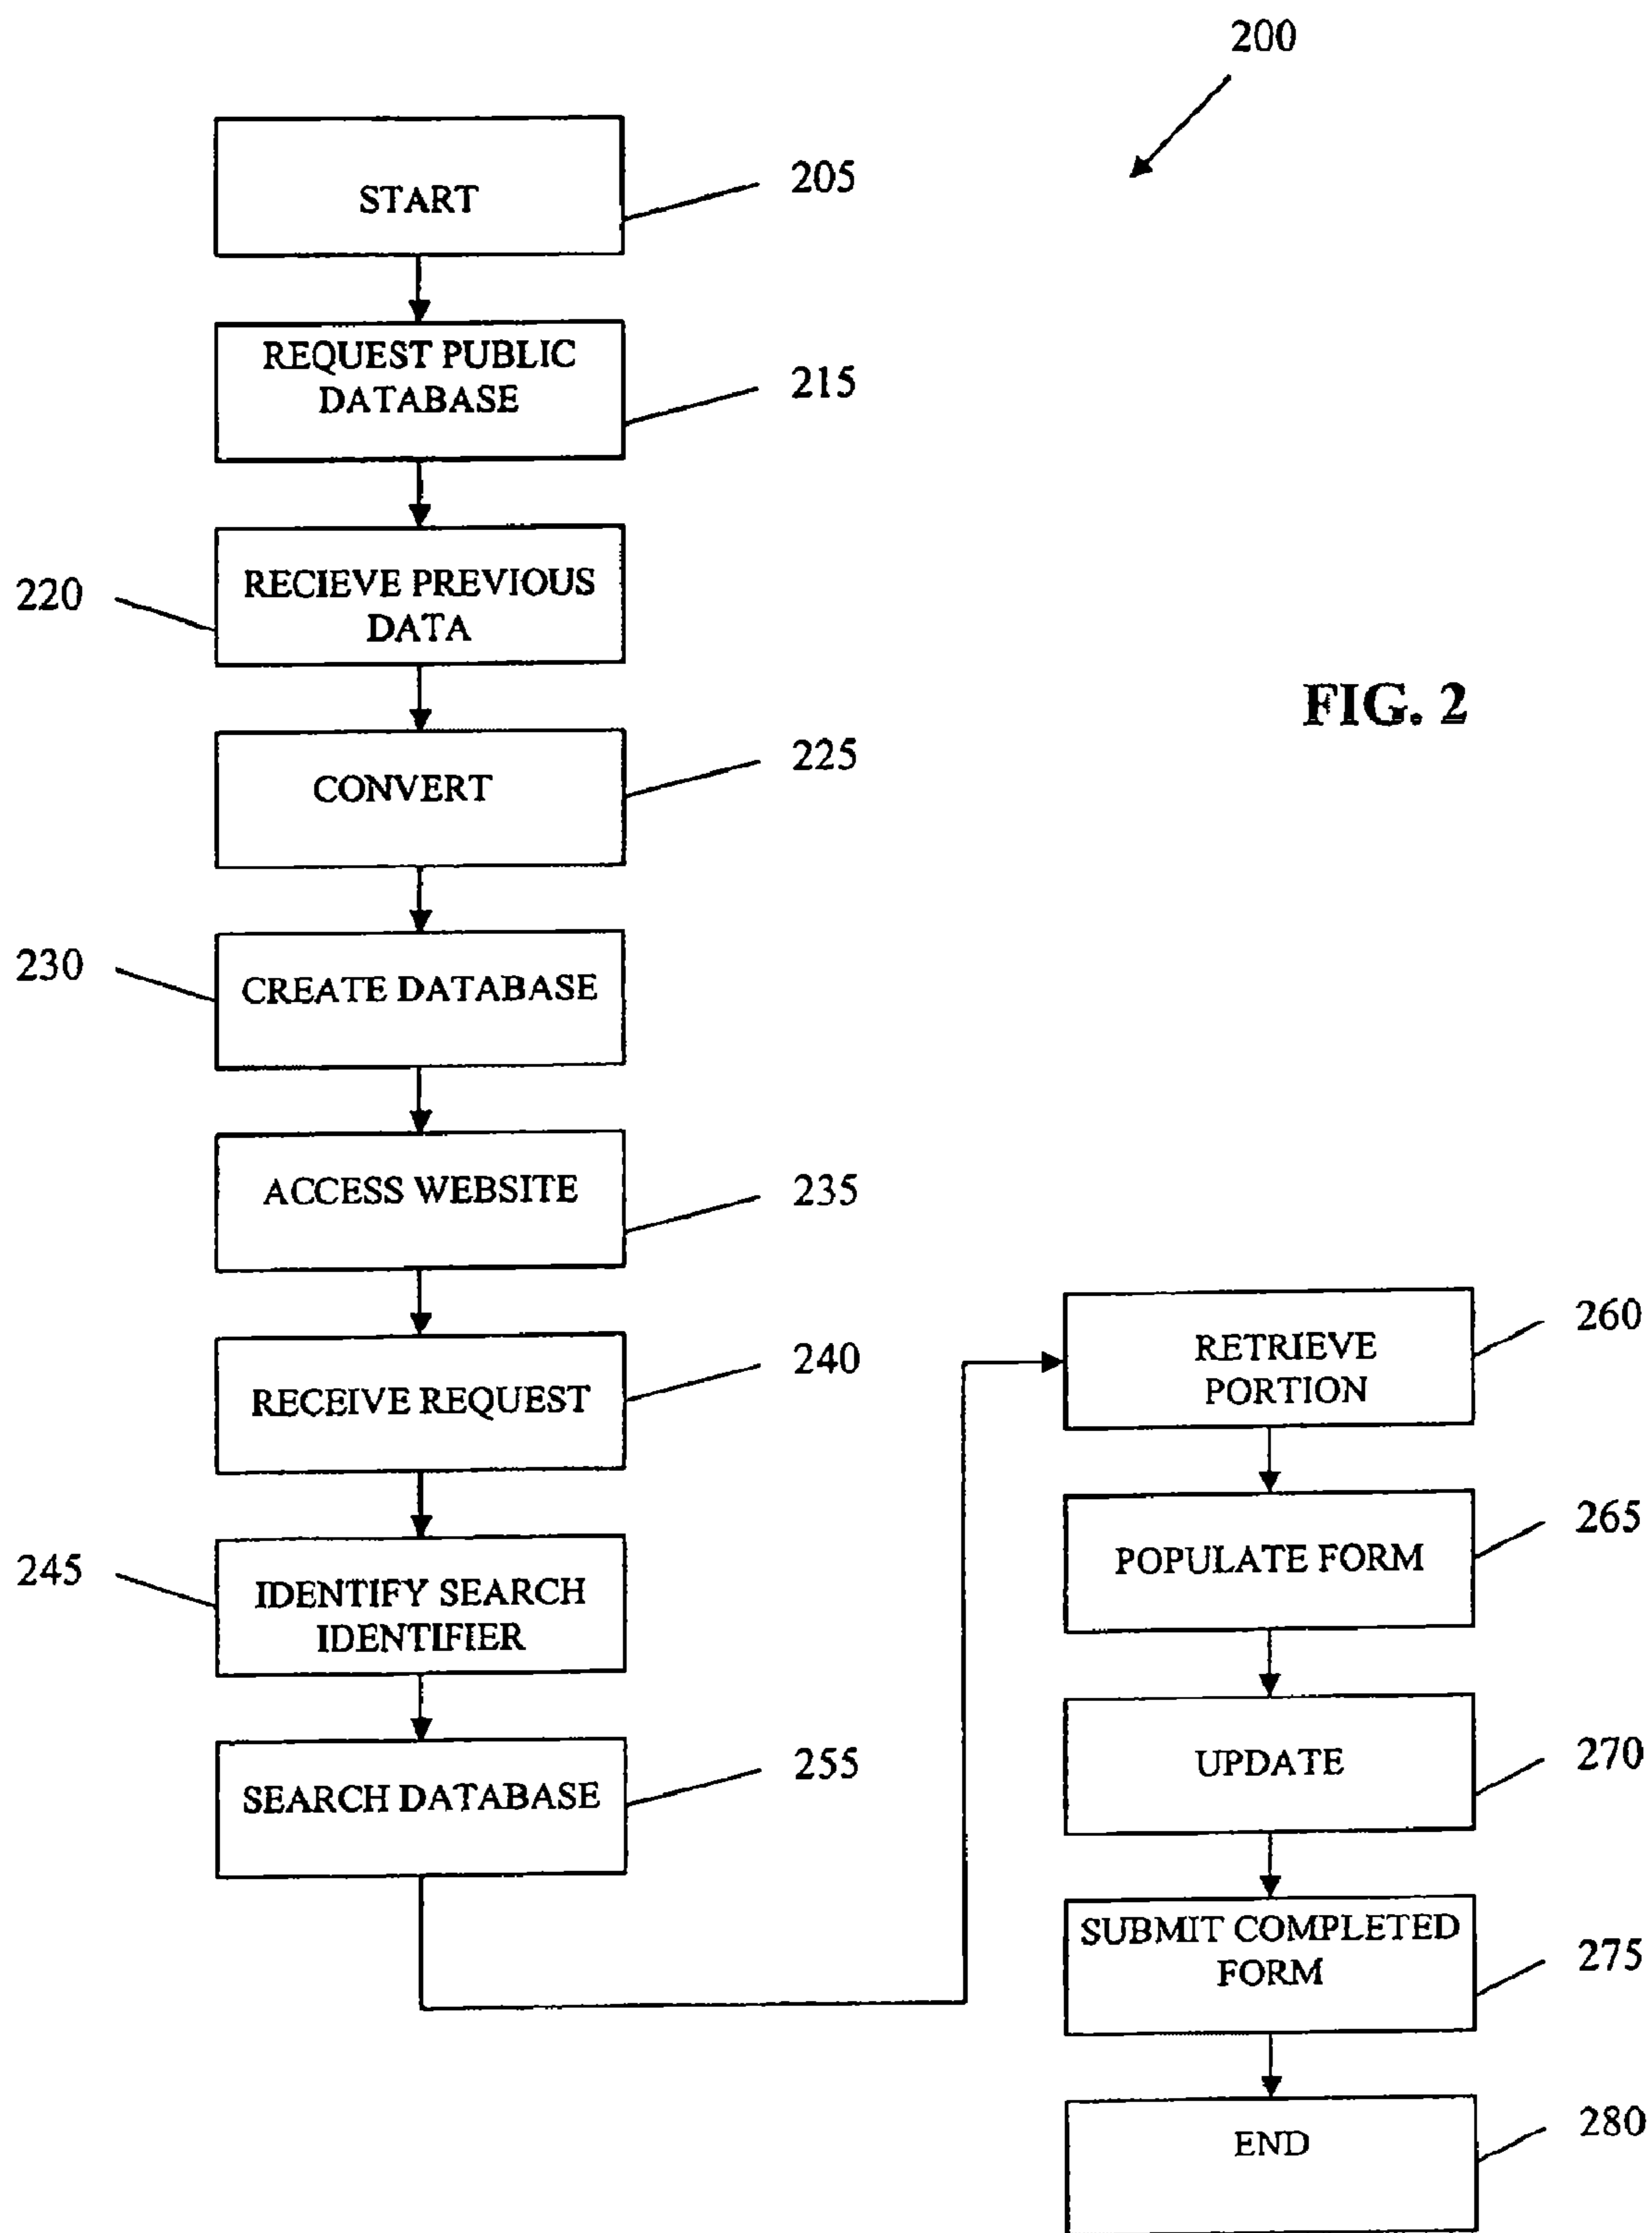 200
START
205
REQUEST PUBLIC
DATABASE
215
RECIEVE PREVIOUS
DATA
220
FIG. 2
CONVERT
225
CREATE DATABASE
230
ACCESS WEBSITE
235
RECEIVE REQUEST
240
IDENTIFY SEARCH
IDENTIFIER
245
SEARCH DATABASE
255
RETRIEVE
PORTION
260
POPULATE FORM
265
UPDATE
270
SUBMIT COMPLETED
FORM
275
END
280